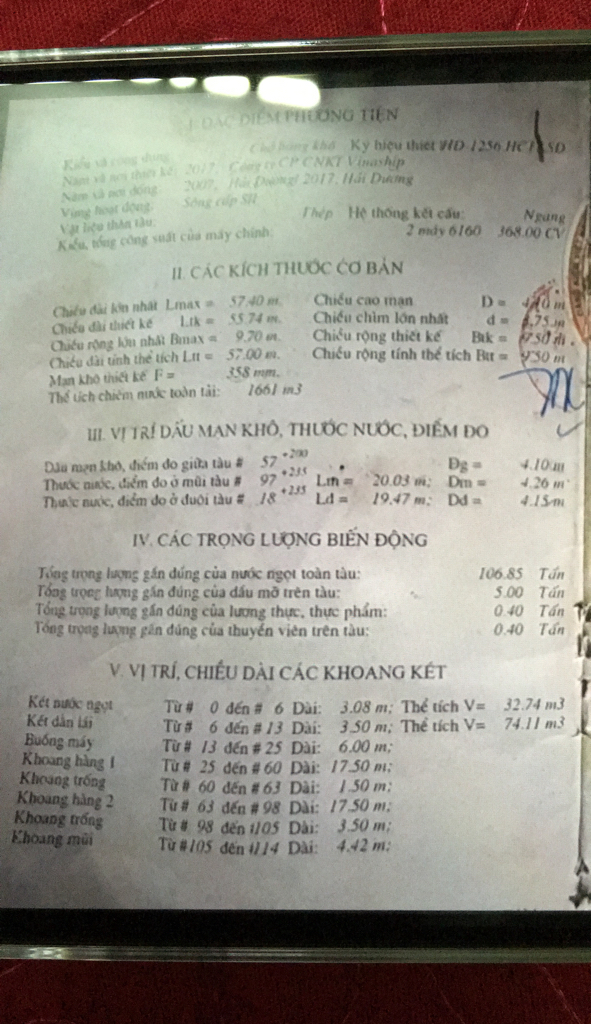 I. ĐẶC ĐIỂM PHƯƠNG TIỆN
Kiểu và công dụng: Chở hàng khô Ký hiệu thiết HD-1256.HC SD
Năm và nơi thiết kế: 2017, Công ty CP CNKT Vinaship
Năm và nơi đóng: 2007, Hải Dương/ 2017, Hải Dương
Vùng hoạt động: Sông cấp SII
Vật liệu thân tàu: Thép Hệ thống kết cấu: Ngang
Kiểu, tổng công suất của máy chính: 2 máy 6160 368.00 CV
II. CÁC KÍCH THƯỚC CƠ BẢN
Chiều dài lớn nhất Lmax = 57.40 m. Chiều cao mạn D = m
Chiều dài thiết kế Ltk = 55.74 m. Chiều chìm lớn nhất d = .75 m
Chiều rộng lớn nhất Bmax = 9.70 m. Chiều rộng thiết kế Btk = 9.50 m.
Chiều dài tính thể tích Ltt = 57.00 m. Chiều rộng tính thể tích Btt = 9.50 m
Mạn khô thiết kế F = 358 mm.
Thể tích chiếm nước toàn tải: 1661 m3
III. VỊ TRÍ DẤU MẠN KHÔ, THƯỚC NƯỚC, ĐIỂM ĐO
Dấu mạn khô, điểm đo giữa tàu # 57 +200 Dg = 4.10 m
Thước nước, điểm đo ở mũi tàu # 97 +235 Lm = 20.03 m; Dm = 4.26 m
Thước nước, điểm đo ở đuôi tàu # 18 +235 Ld = 19.47 m; Dd = 4.15 m
IV. CÁC TRỌNG LƯỢNG BIẾN ĐỘNG
Tổng trọng lượng gần đúng của nước ngọt toàn tàu: 106.85 Tấn
Tổng trọng lượng gần đúng của dầu mỡ trên tàu: 5.00 Tấn
Tổng trọng lượng gần đúng của lương thực, thực phẩm: 0.40 Tấn
Tổng trọng lượng gần đúng của thuyền viên trên tàu: 0.40 Tấn
V. VỊ TRÍ, CHIỀU DÀI CÁC KHOANG KÉT
Két nước ngọt Từ # 0 đến # 6 Dài: 3.08 m; Thể tích V= 32.74 m3
Két dằn lái Từ # 6 đến # 13 Dài: 3.50 m; Thể tích V= 74.11 m3
Buồng máy Từ # 13 đến # 25 Dài: 6.00 m;
Khoang hàng 1 Từ # 25 đến # 60 Dài: 17.50 m;
Khoang trống Từ # 60 đến # 63 Dài: 1.50 m;
Khoang hàng 2 Từ # 63 đến # 98 Dài: 17.50 m;
Khoang trống Từ # 98 đến #105 Dài: 3.50 m;
Khoang mũi Từ #105 đến #114 Dài: 4.42 m;